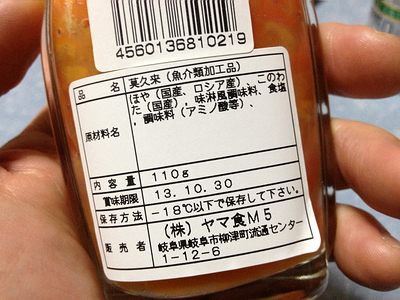 4560136810219
品名 莫久来（魚介類加工品）
原材料名 ほや（国産、ロシア産）、このわ
た（国産）、味淋風調味料、食塩
、調味料（アミノ酸等）、
内容量 110g
賞味期限 13.10.30
保存方法 −18℃以下で保存して下さい。
販売者 （株）ヤマ食M5
岐阜県岐阜市柳津町流通センター
1-12-6